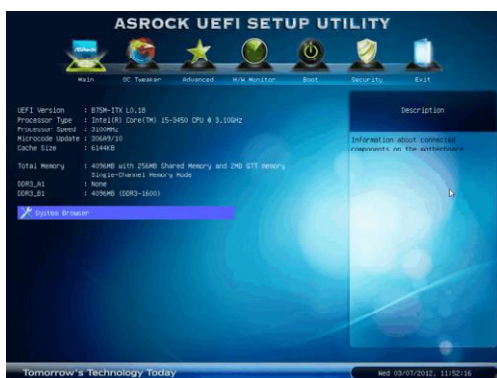 ASROCK UEFI SETUP UTILITY
Main OC Tweaker Advanced H/W Monitor Boot Security Exit
UEFI Version : B75M-ITX L0.18
Processor Type : Intel(R) Core(TM) i5-3450 CPU @ 3.10GHz
Processor Speed : 3100MHz
Microcode Update : 306A9/10
Cache Size : 6144KB
Total Memory : 4096MB with 256MB Shared Memory and 2MB GTT memory
Single-Channel Memory Mode
DDR3_A1 : None
DDR3_B1 : 4096MB (DDR3-1600)
System Browser
Description
Information about connected
components on the motherboard
Tomorrow's Technology Today
Wed 03/07/2012, 11:52:16